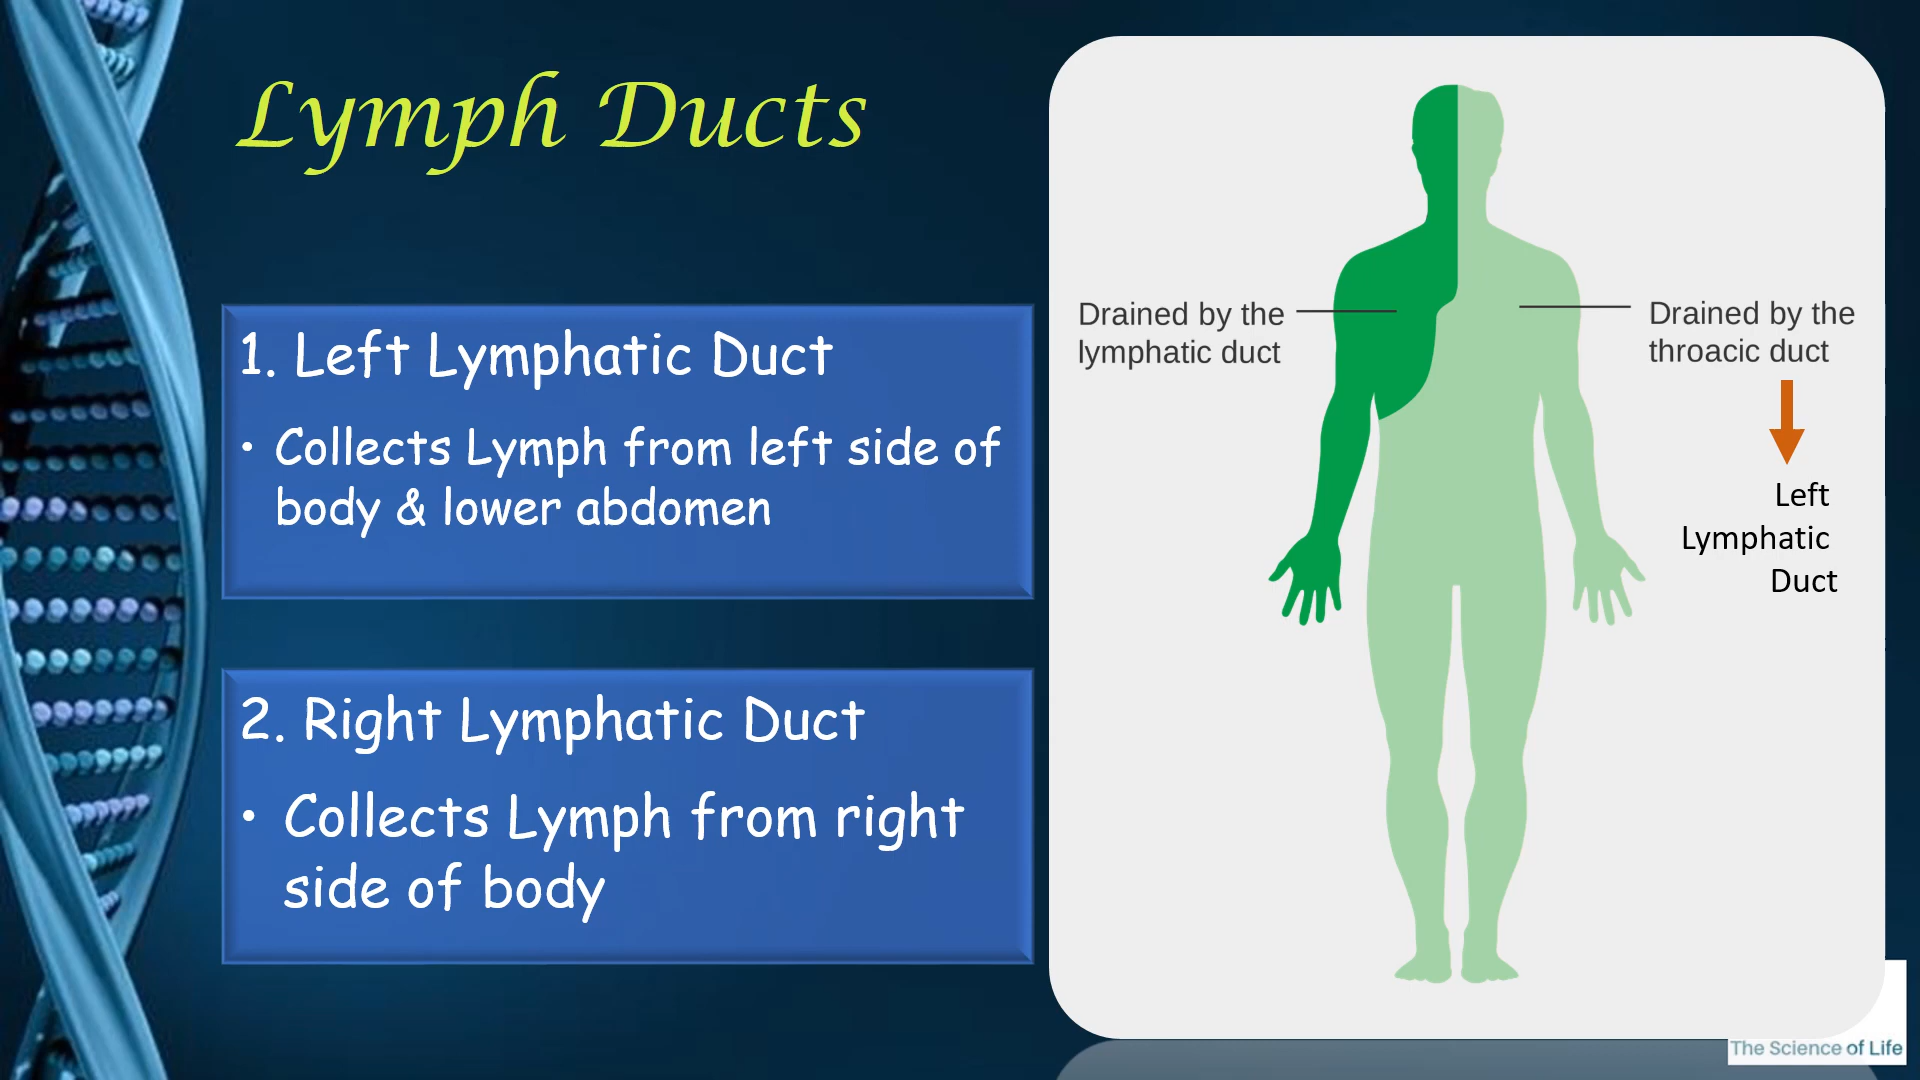 Lymph Ducts
1. Left Lymphatic Duct
• Collects Lymph from left side of
body & lower abdomen
2. Right Lymphatic Duct
• Collects Lymph from right
side of body
Drained by the
lymphatic duct
Drained by the
throacic duct
Left
Lymphatic
Duct
The Science of Life